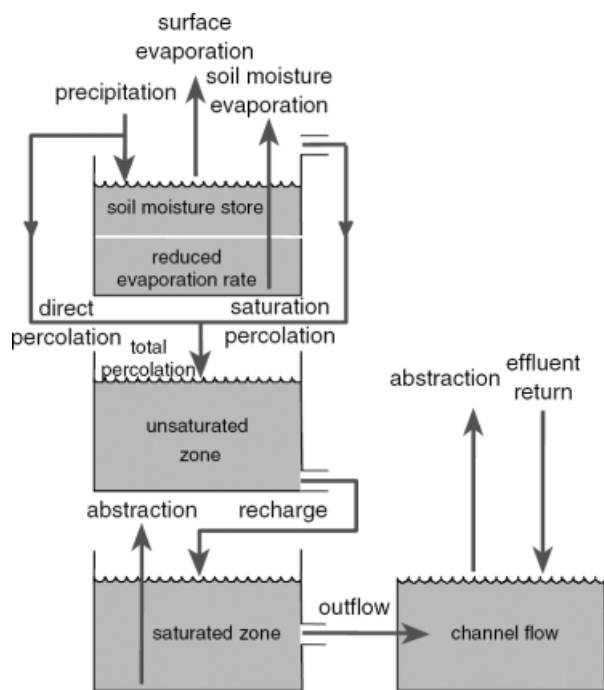 surface
evaporation
precipitation
soil moisture
evaporation
soil moisture store
reduced
evaporation rate
direct
percolation
saturation
percolation
total
percolation
unsaturated
zone
abstraction
recharge
saturated zone
outflow
abstraction
effluent
return
channel flow